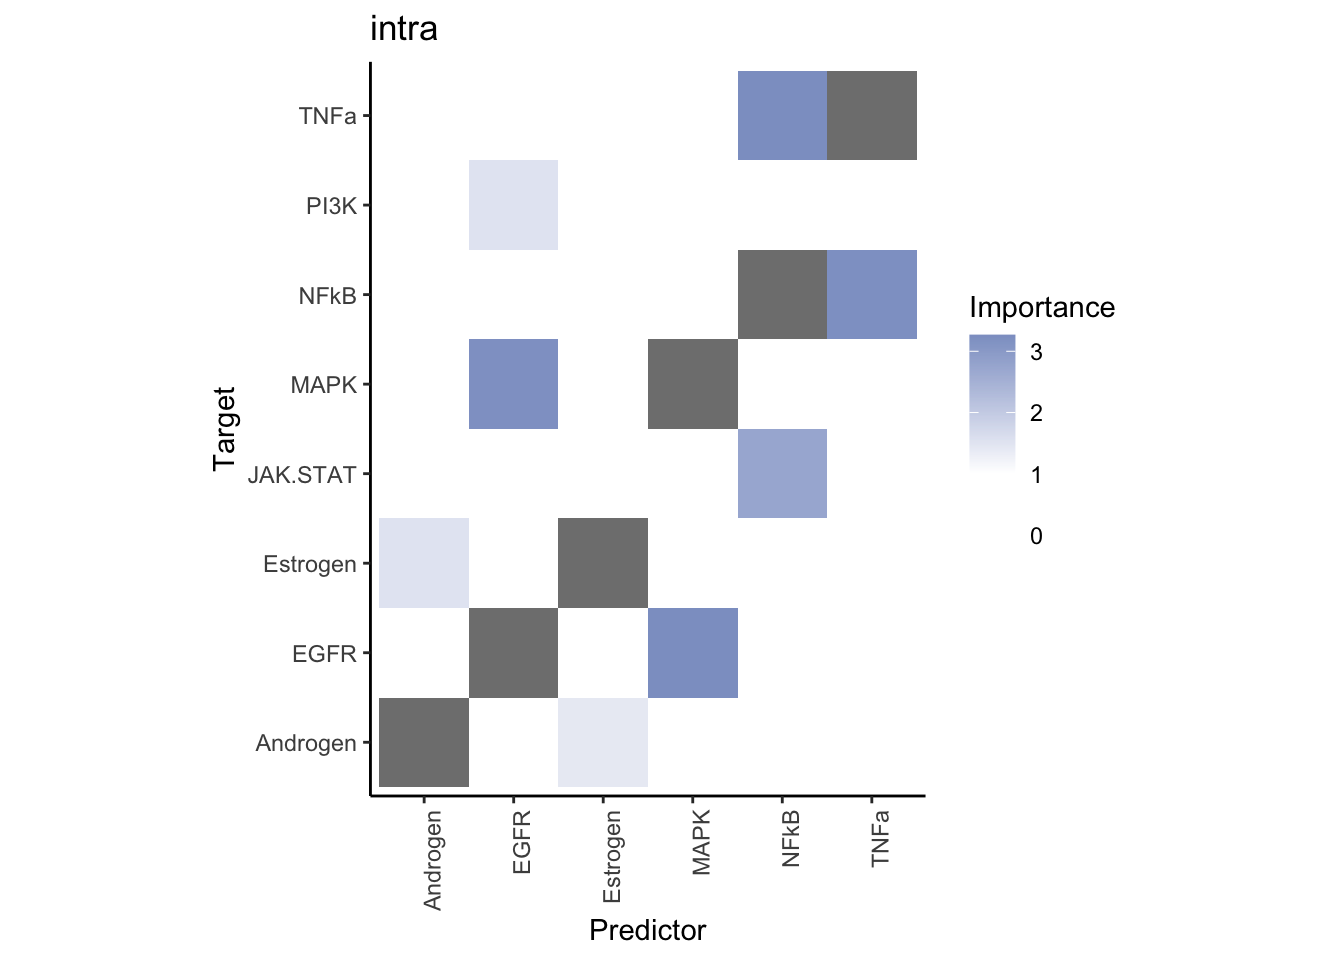 intra
TNFa
PI3K
NFkB
MAPK
JAK.STAT
Estrogen
EGFR
Androgen
Target
Androgen
EGFR
Estrogen
MAPK
NFkB
TNFa
Predictor
Importance
3
2
1
0